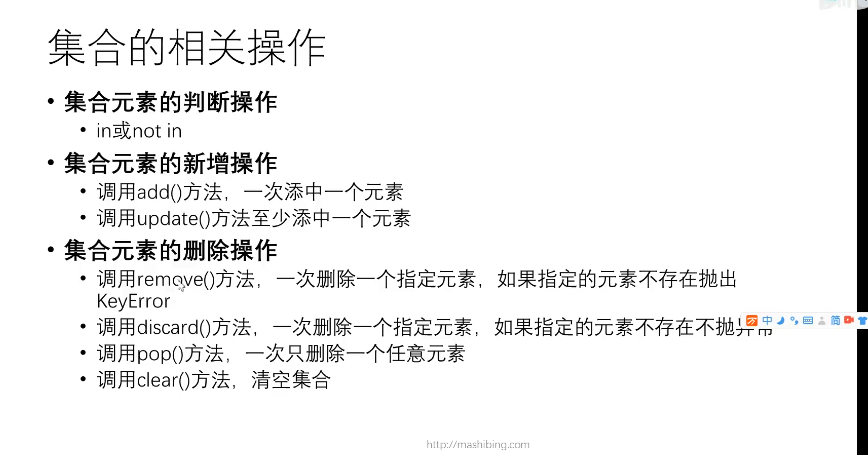 集合的相关操作
• 集合元素的判断操作
• in或not in
• 集合元素的新增操作
• 调用add()方法，一次添中一个元素
• 调用update()方法至少添中一个元素
• 集合元素的删除操作
• 调用remove()方法，一次删除一个指定元素，如果指定的元素不存在抛出
KeyError
• 调用discard()方法，一次删除一个指定元素，如果指定的元素不存在不抛异常
中
简
• 调用pop()方法，一次只删除一个任意元素
• 调用clear()方法，清空集合
http://mashibing.com